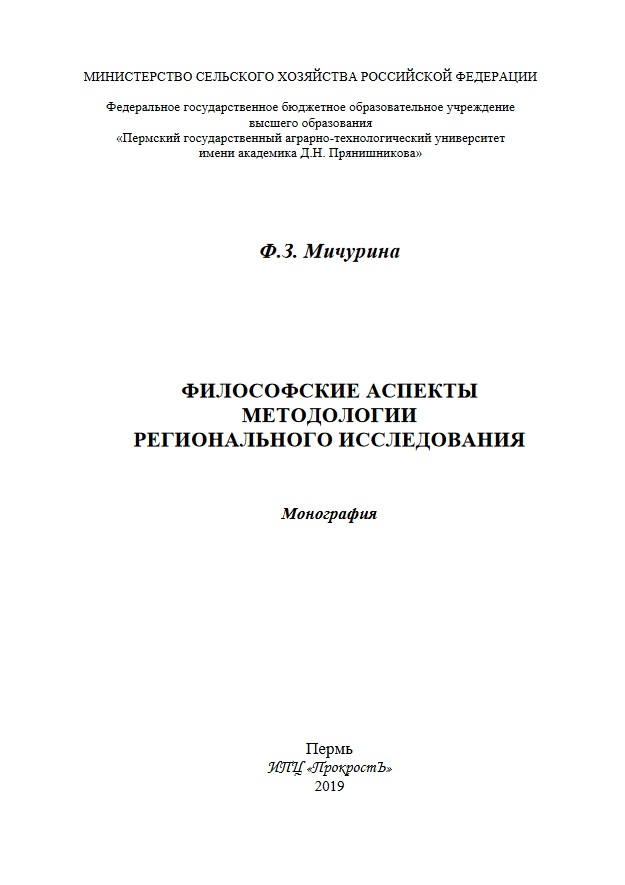 МИНИСТЕРСТВО СЕЛЬСКОГО ХОЗЯЙСТВА РОССИЙСКОЙ ФЕДЕРАЦИИ
Федеральное государственное бюджетное образовательное учреждение
высшего образования
«Пермский государственный аграрно-технологический университет
имени академика Д.Н. Прянишникова»
Ф.З. Мичурина
ФИЛОСОФСКИЕ АСПЕКТЫ
МЕТОДОЛОГИИ
РЕГИОНАЛЬНОГО ИССЛЕДОВАНИЯ
Монография
Пермь
ИПЦ «ПрокростЪ»
2019